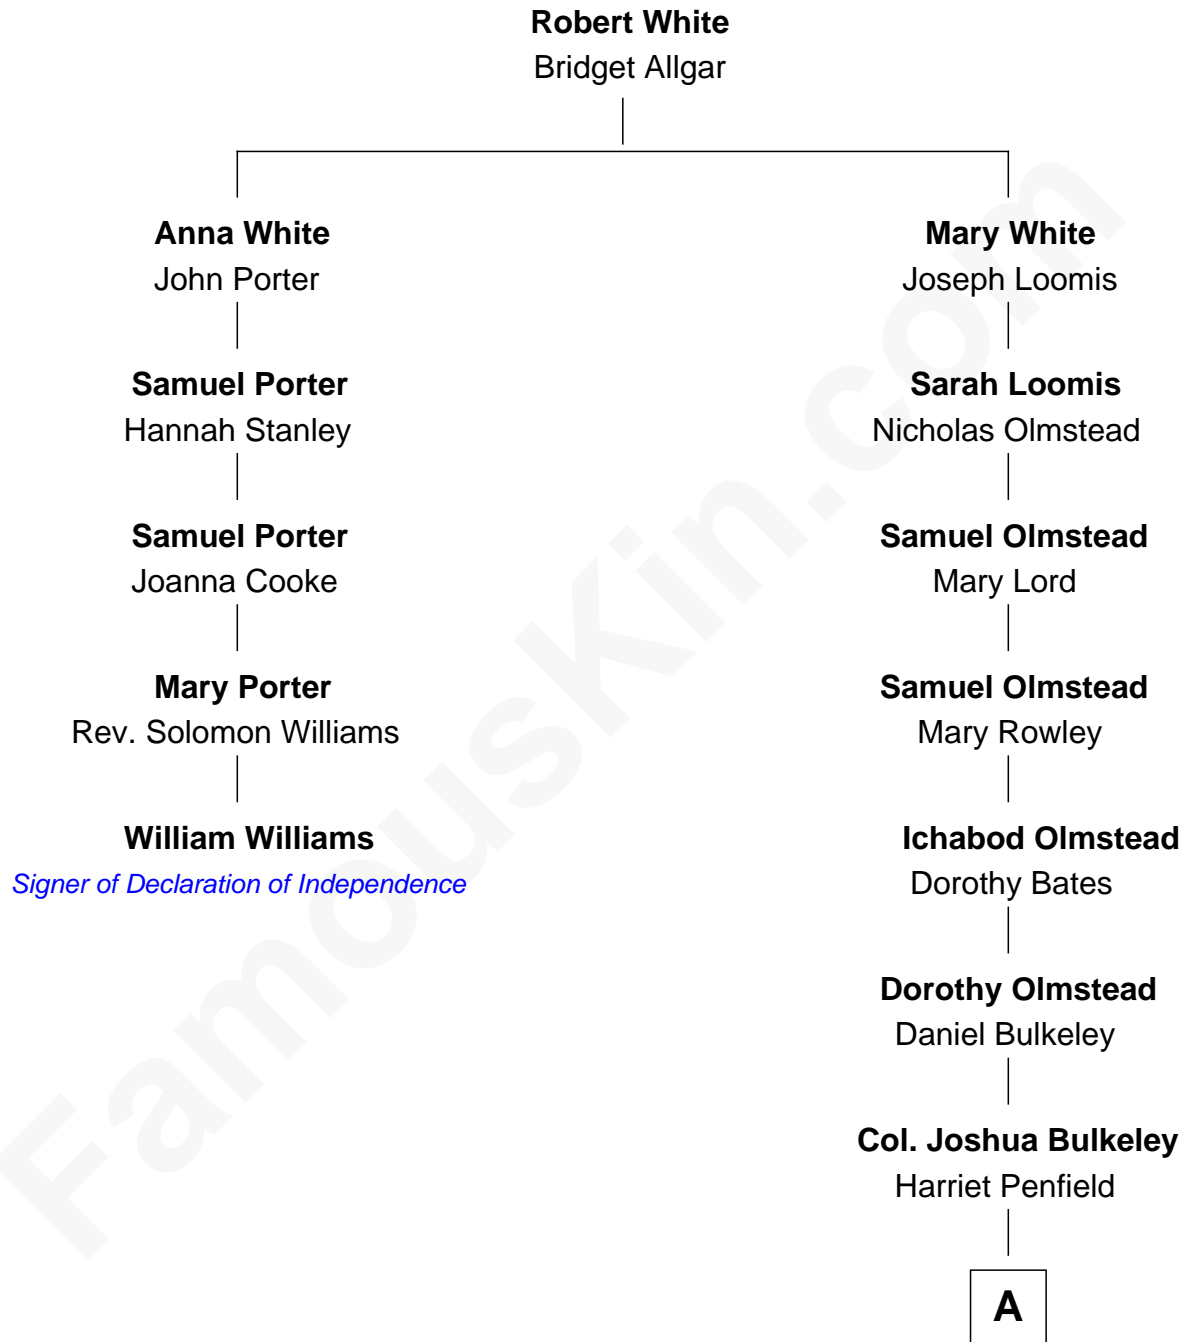 Robert White
Bridget Allgar
Anna White
John Porter
Mary White
Joseph Loomis
Samuel Porter
Hannah Stanley
Sarah Loomis
Nicholas Olmstead
Samuel Porter
Joanna Cooke
Samuel Olmstead
Mary Lord
Mary Porter
Rev. Solomon Williams
Samuel Olmstead
Mary Rowley
William Williams
Signer of Declaration of Independence
Ichabod Olmstead
Dorothy Bates
Dorothy Olmstead
Daniel Bulkeley
Col. Joshua Bulkeley
Harriet Penfield
A
FamousKin.com